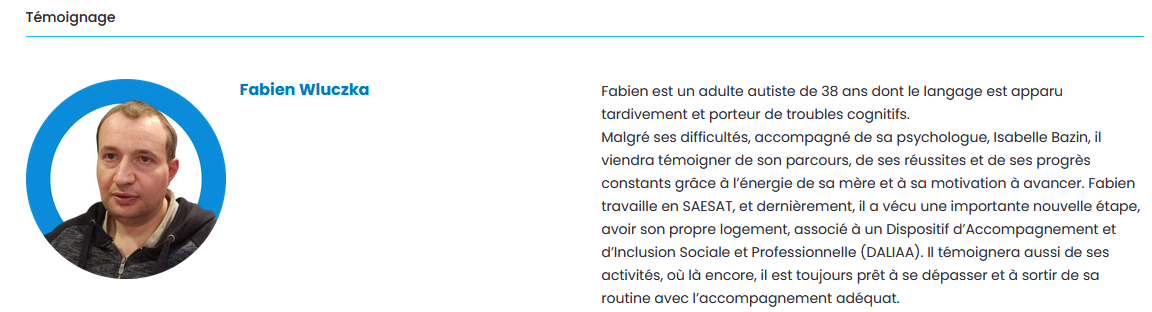 Témoignage
Fabien Wluczka
Fabien est un adulte autiste de 38 ans dont le langage est apparu
tardivement et porteur de troubles cognitifs.
Malgré ses difficultés, accompagné de sa psychologue, Isabelle Bazin, il
viendra témoigner de son parcours, de ses réussites et de ses progrès
constants grâce à l’énergie de sa mère et à sa motivation à avancer. Fabien
travaille en SAESAT, et dernièrement, il a vécu une importante nouvelle étape,
avoir son propre logement, associé à un Dispositif d’Accompagnement et
d’Inclusion Sociale et Professionnelle (DALIAA). Il témoignera aussi de ses
activités, où là encore, il est toujours prêt à se dépasser et à sortir de sa
routine avec l’accompagnement adéquat.